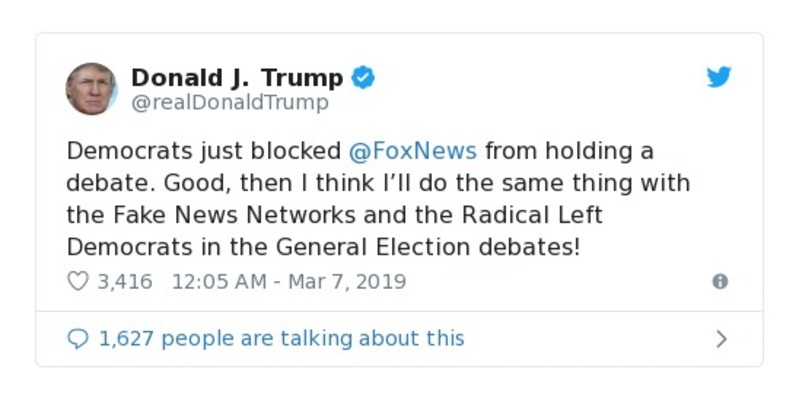 Donald J. Trump
@realDonaldTrump
Democrats just blocked @FoxNews from holding a
debate. Good, then I think I’ll do the same thing with
the Fake News Networks and the Radical Left
Democrats in the General Election debates!
3,416 12:05 AM - Mar 7, 2019
1,627 people are talking about this